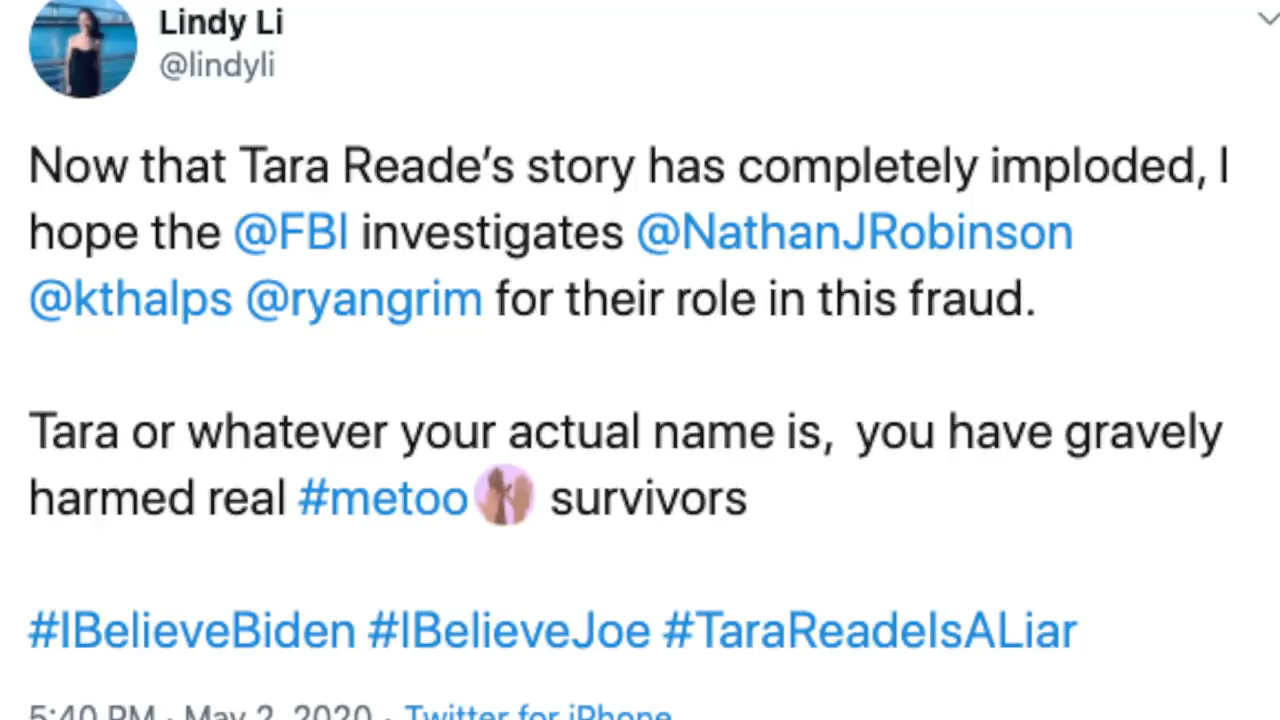 Lindy Li
@lindyli
Now that Tara Reade's story has completely imploded, I
hope the @FBI investigates @NathanJRobinson
@kthalps @ryangrim for their role in this fraud.
Tara or whatever your actual name is,  you have gravely
harmed real #metoo survivors
#IBelieveBiden #IBelieveJoe #TaraReadeIsALiar
5:40 PM · May 2, 2020 · Twitter for iPhone